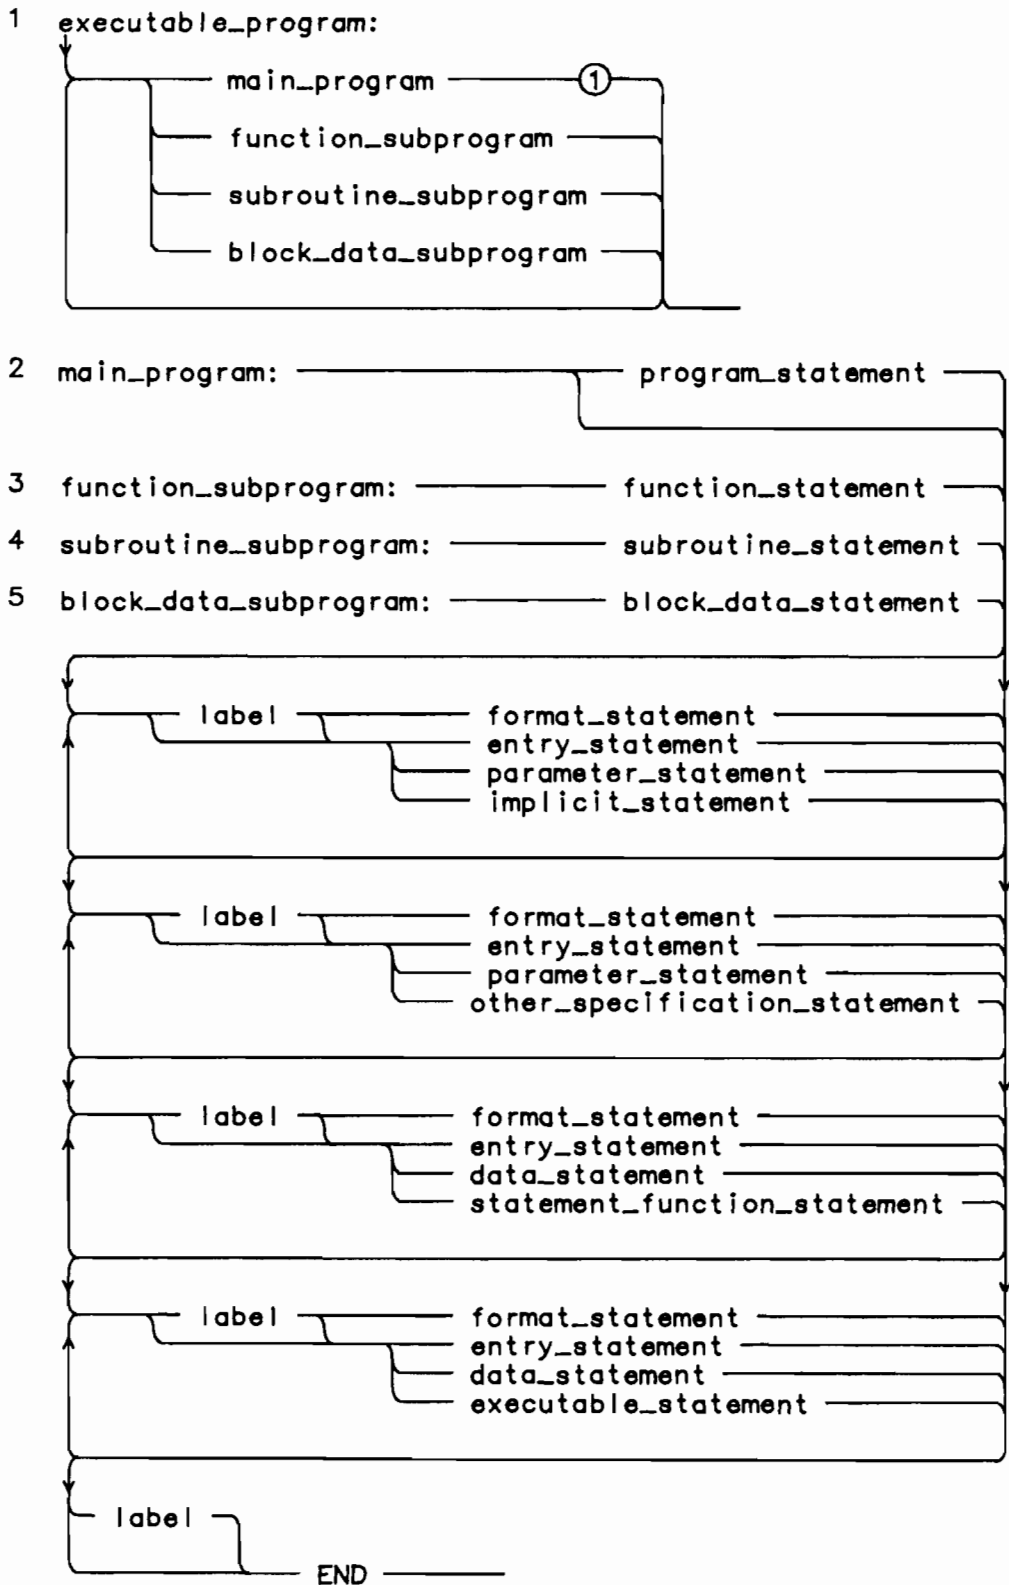 1 executable_program:
main_program 1
function_subprogram
subroutine_subprogram
block_data_subprogram
2 main_program: program_statement
3 function_subprogram: function_statement
4 subroutine_subprogram: subroutine_statement
5 block_data_subprogram: block_data_statement
label format_statement
entry_statement
parameter_statement
implicit_statement
label format_statement
entry_statement
parameter_statement
other_specification_statement
label format_statement
entry_statement
data_statement
statement_function_statement
label format_statement
entry_statement
data_statement
executable_statement
label
END